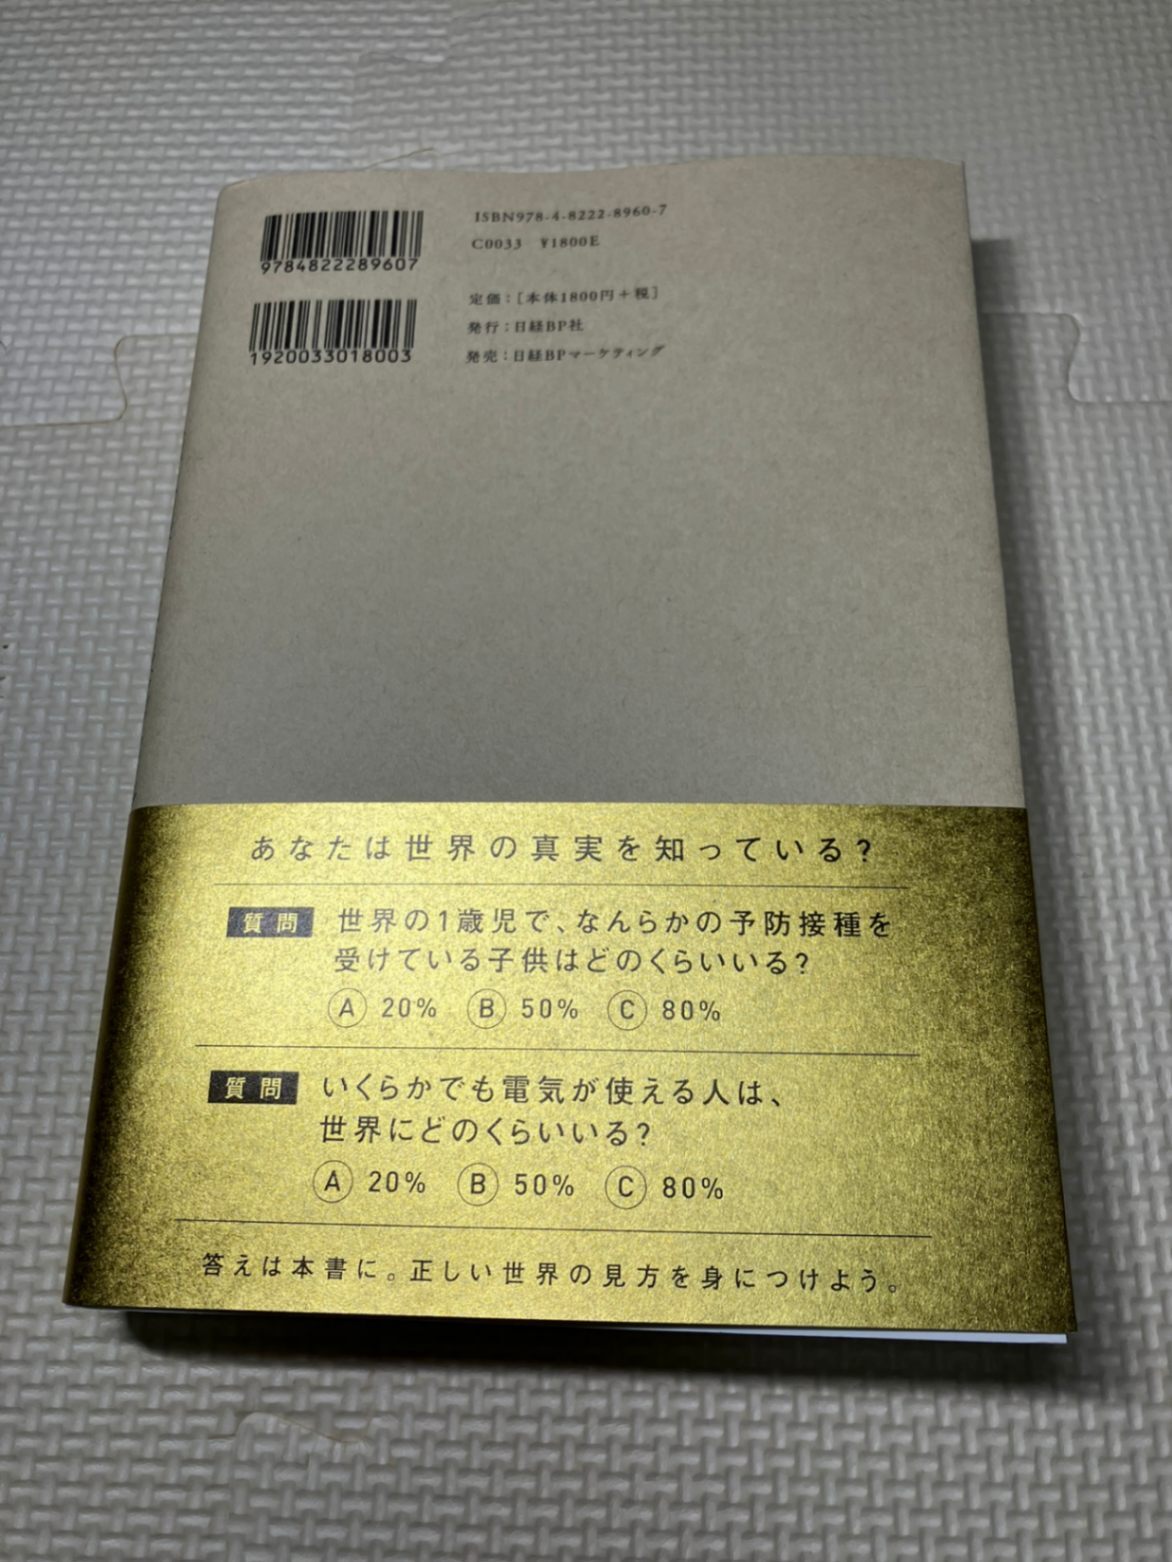 ISBN978-4-8222-8960-7
C0033 ¥1800E
9784822289607
定価：[本体1800円+税]
発行：日経BP社
発売：日経BPマーケティング
1920033018003
あなたは世界の真実を知っている?
質問 世界の1歳児で、なんらかの予防接種を
受けている子供はどのくらいいる?
A 20% B 50% C 80%
質問 いくらかでも電気が使える人は、
世界にどのくらいいる?
A 20% B 50% C 80%
答えは本書に。正しい世界の見方を身につけよう。